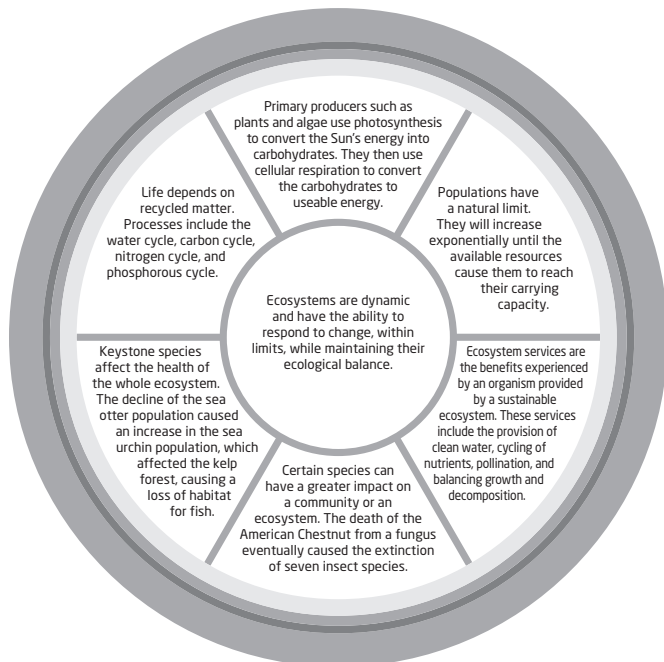 Primary producers such as
plants and algae use photosynthesis
to convert the Sun's energy into
carbohydrates. They then use
cellular respiration to convert
the carbohydrates to
useable energy.
Populations have
a natural limit.
They will increase
exponentially until the
available resources
cause them to reach
their carrying
capacity.
Ecosystem services are
the benefits experienced
by an organism provided
by a sustainable
ecosystem. These services
include the provision of
clean water, cycling of
nutrients, pollination, and
balancing growth and
decomposition.
Certain species can
have a greater impact on
a community or an
ecosystem. The death of the
American Chestnut from a fungus
eventually caused the extinction
of seven insect species.
Keystone species
affect the health of
the whole ecosystem.
The decline of the sea
otter population caused
an increase in the sea
urchin population, which
affected the kelp
forest, causing a
loss of habitat
for fish.
Life depends on
recycled matter.
Processes include the
water cycle, carbon cycle,
nitrogen cycle, and
phosphorous cycle.
Ecosystems are dynamic
and have the ability to
respond to change, within
limits, while maintaining their
ecological balance.